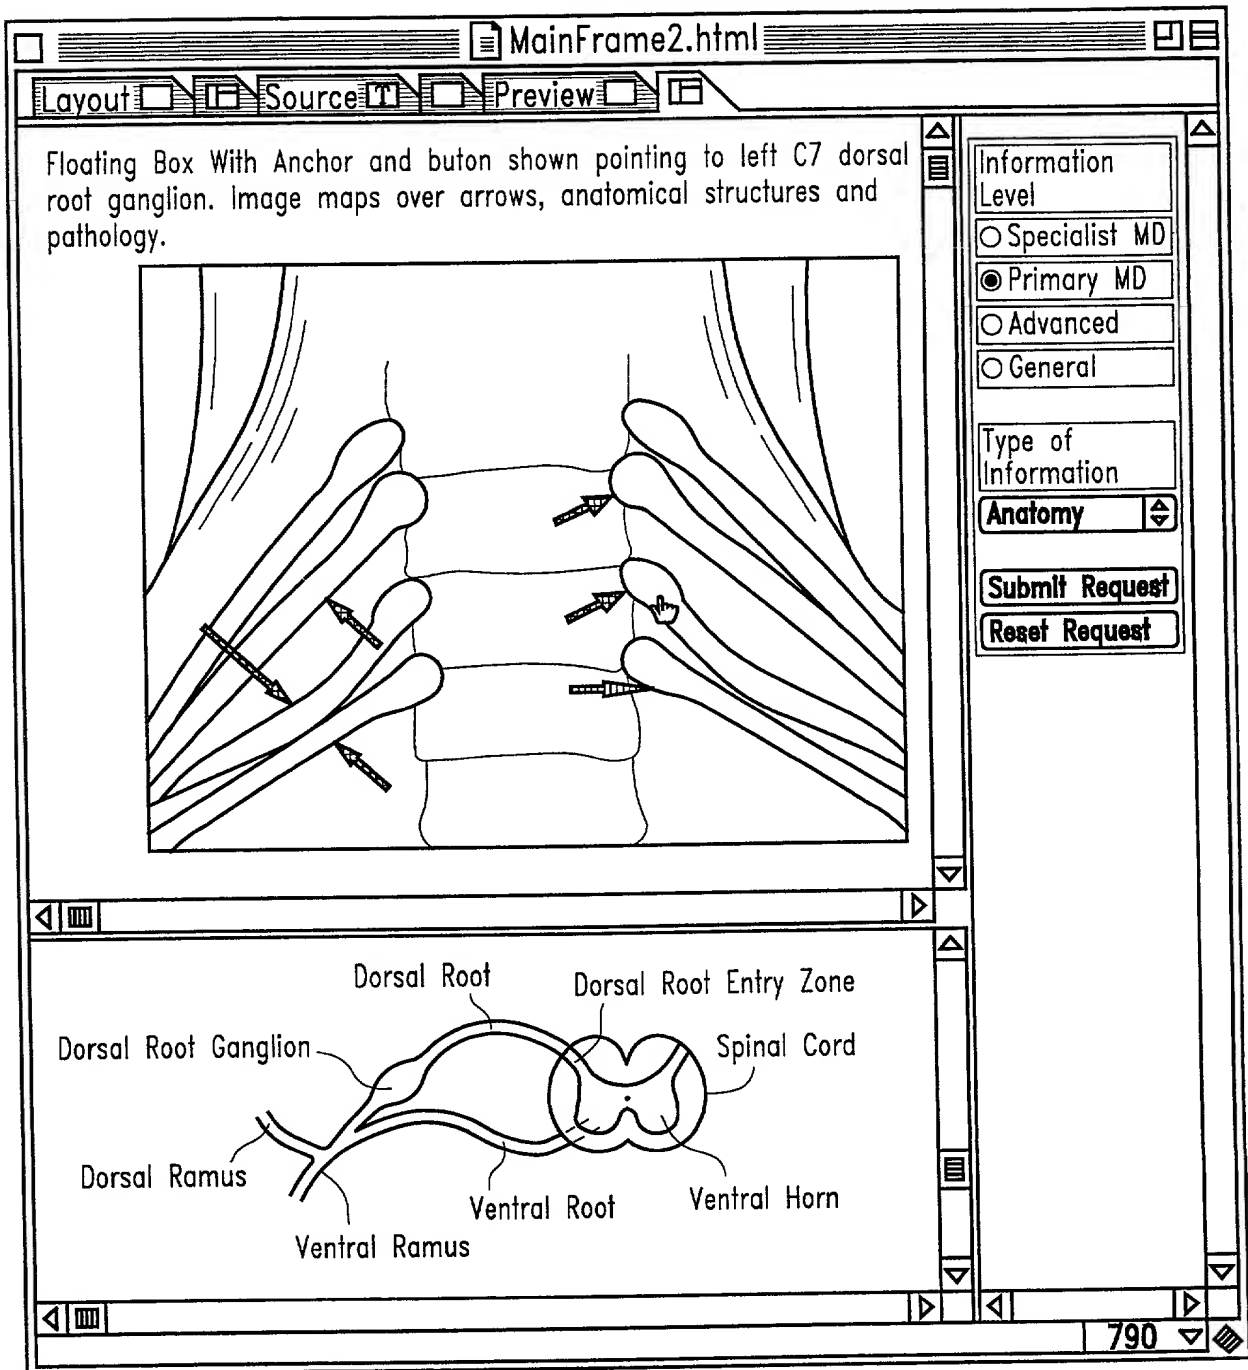 MainFrame2.html
Layout
Source T
Preview
Floating Box With Anchor and buton shown pointing to left C7 dorsal
root ganglion. Image maps over arrows, anatomical structures and
pathology.
Information
Level
Specialist MD
Primary MD
Advanced
General
Type of
Information
Anatomy
Submit Request
Reset Request
Dorsal Root
Dorsal Root Entry Zone
Dorsal Root Ganglion
Spinal Cord
Dorsal Ramus
Ventral Root
Ventral Horn
Ventral Ramus
790